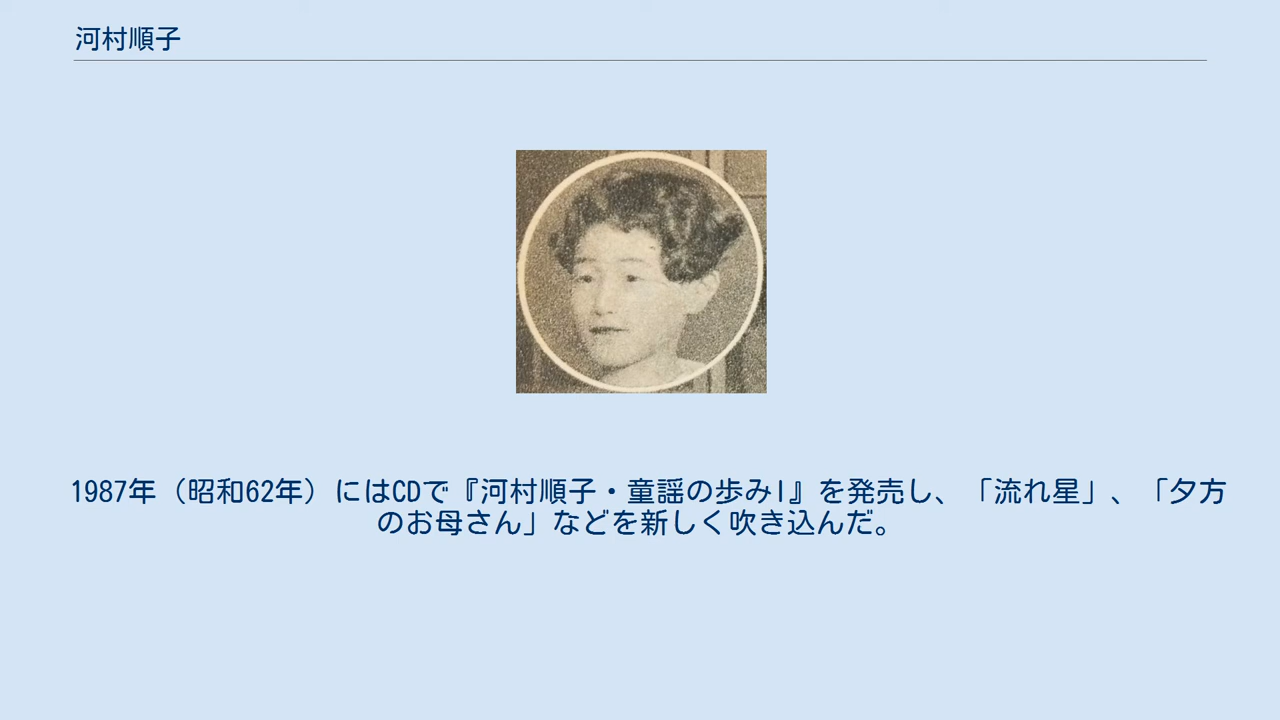 河村順子
1987年（昭和62年）にはCDで『河村順子・童謡の歩みI』を発売し、「流れ星」、「夕方
のお母さん」などを新しく吹き込んだ。